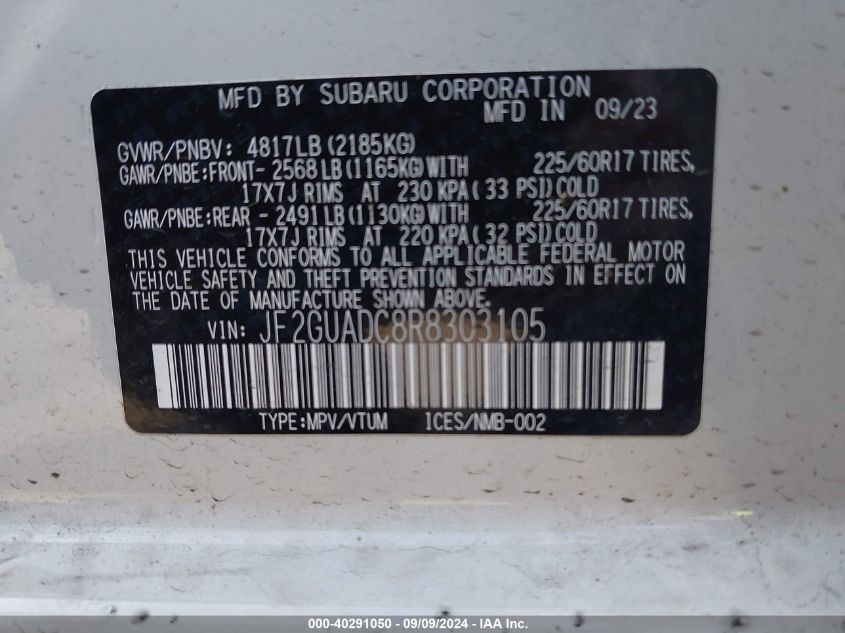 MFD BY SUBARU CORPORATION
MFD IN 09/23
GVWR/PNBV: 4817LB (2185KG)
GAWR/PNBE:FRONT- 2568LB(1165KG)WITH 225/60R17 TIRES,
17X7J RIMS AT 230 KPA( 33 PSI)COLD
GAWR/PNBE:REAR - 2491LB(1130KG)WITH 225/60R17 TIRES,
17X7J RIMS AT 220 KPA( 32 PSI)COLD
THIS VEHICLE CONFORMS TO ALL APPLICABLE FEDERAL MOTOR
VEHICLE SAFETY AND THEFT PREVENTION STANDARDS IN EFFECT ON
THE DATE OF MANUFACTURE SHOWN ABOVE.
VIN: JF2GUADC8R8303105
TYPE:MPV/VTUM ICES/NMB-002
000-40291050 - 09/09/2024 - IAA, Inc.